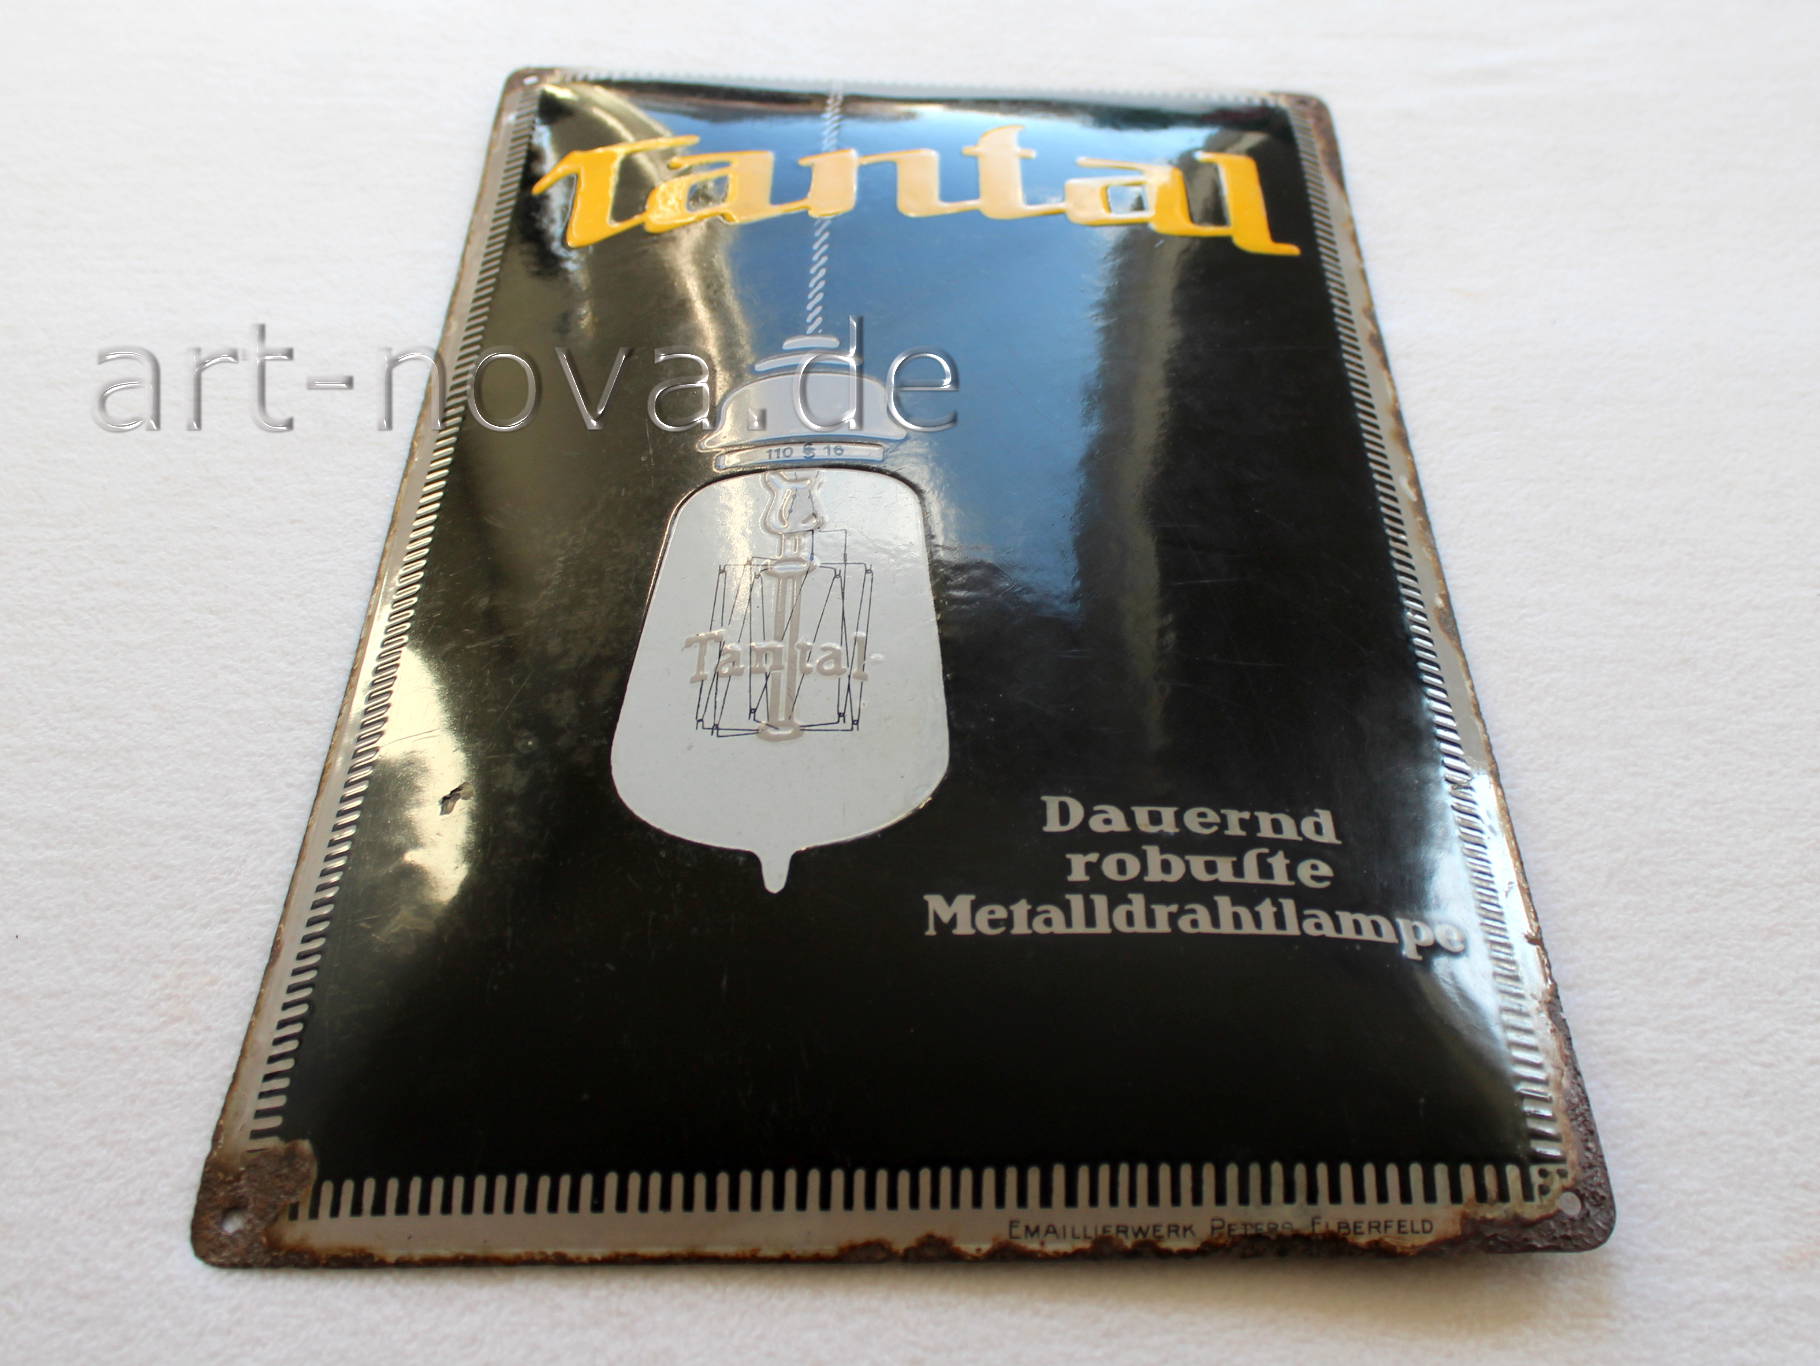 Tantal
art-nova.de
110 S 16
Tantal
Dauernd
robuſte
Metalldrahtlampe
EMAILLIERWERK PETERS ELBERFELD